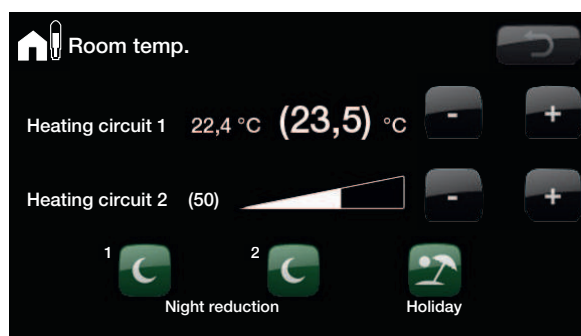 Room temp.
Heating circuit 1 22,4 °C (23,5) °C - +
Heating circuit 2 (50) - +
1 2
Night reduction Holiday